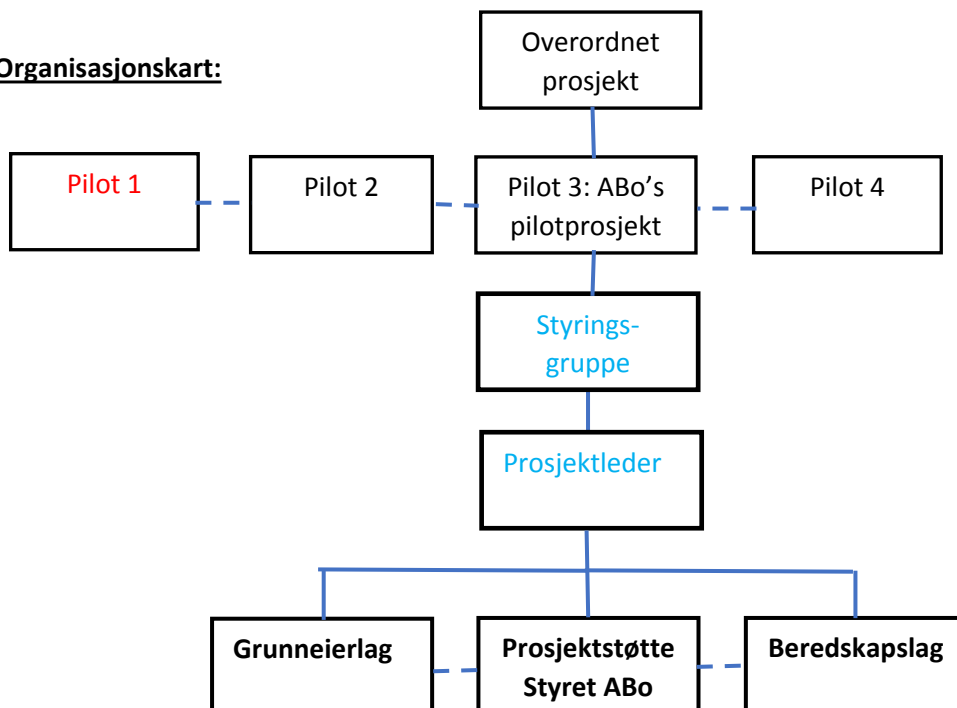 Organisasjonskart:
Overordnet
prosjekt
Pilot 1
Pilot 2
Pilot 3: ABo's
pilotprosjekt
Pilot 4
Styrings-
gruppe
Prosjektleder
Grunneierlag
Prosjektstøtte
Styret ABo
Beredskapslag